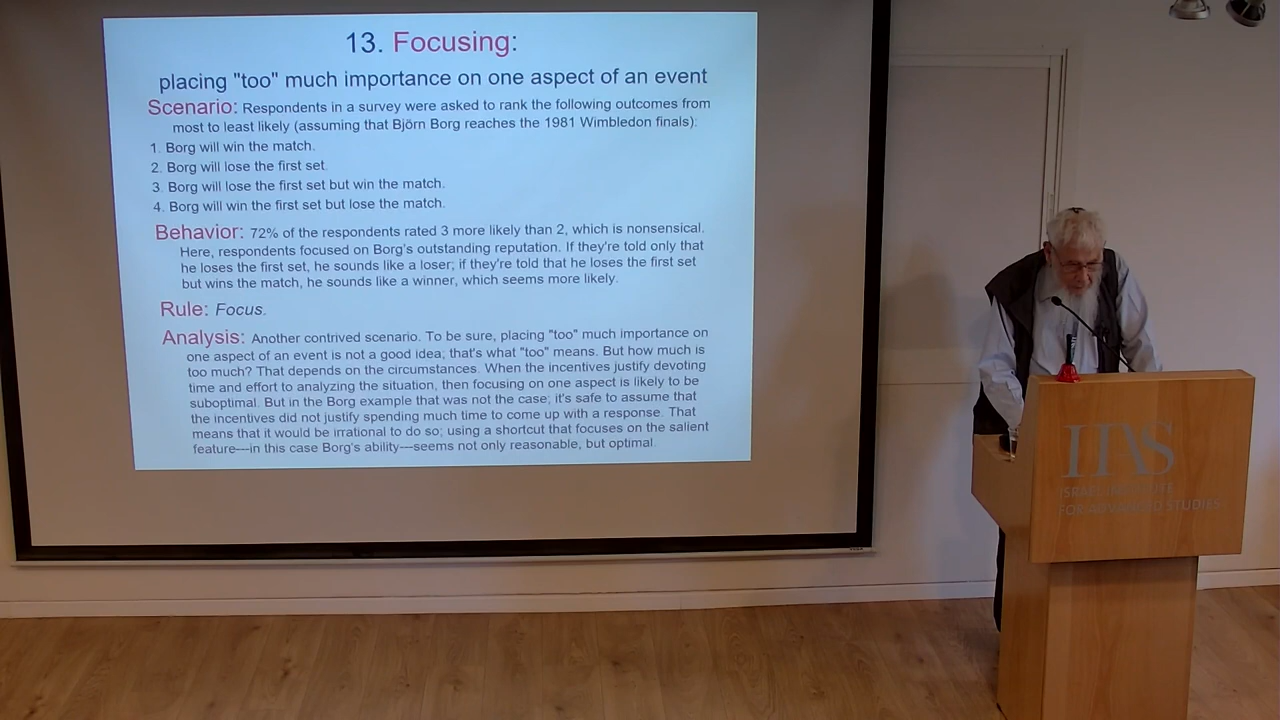 13. Focusing:
placing "too" much importance on one aspect of an event
Scenario: Respondents in a survey were asked to rank the following outcomes from
most to least likely (assuming that Björn Borg reaches the 1981 Wimbledon finals):
1. Borg will win the match.
2. Borg will lose the first set.
3. Borg will lose the first set but win the match.
4. Borg will win the first set but lose the match.
Behavior: 72% of the respondents rated 3 more likely than 2, which is nonsensical.
Here, respondents focused on Borg's outstanding reputation. If they're told only that
he loses the first set, he sounds like a loser; if they're told that he loses the first set
but wins the match, he sounds like a winner, which seems more likely.
Rule: Focus.
Analysis: Another contrived scenario. To be sure, placing "too" much importance on
one aspect of an event is not a good idea; that's what "too" means. But how much is
too much? That depends on the circumstances. When the incentives justify devoting
time and effort to analyzing the situation, then focusing on one aspect is likely to be
suboptimal. But in the Borg example that was not the case; it's safe to assume that
the incentives did not justify spending much time to come up with a response. That
means that it would be irrational to do so; using a shortcut that focuses on the salient
feature---in this case Borg's ability---seems not only reasonable, but optimal.
IIAS
ISRAEL INSTITUTE
FOR ADVANCED STUDIES